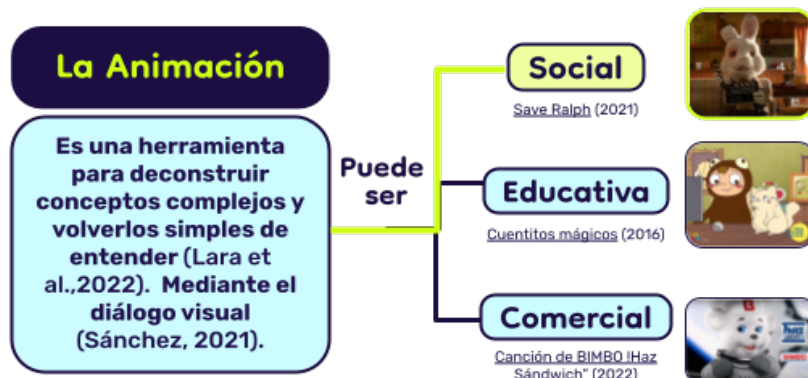 La Animación
Es una herramienta
para deconstruir
conceptos complejos y
volverlos simples de
entender (Lara et
al.,2022). Mediante el
diálogo visual
(Sánchez, 2021).
Puede
ser
Social
Save Ralph (2021)
Educativa
Cuentitos mágicos (2016)
Comercial
Canción de BIMBO !Haz
Sándwich" (2022)